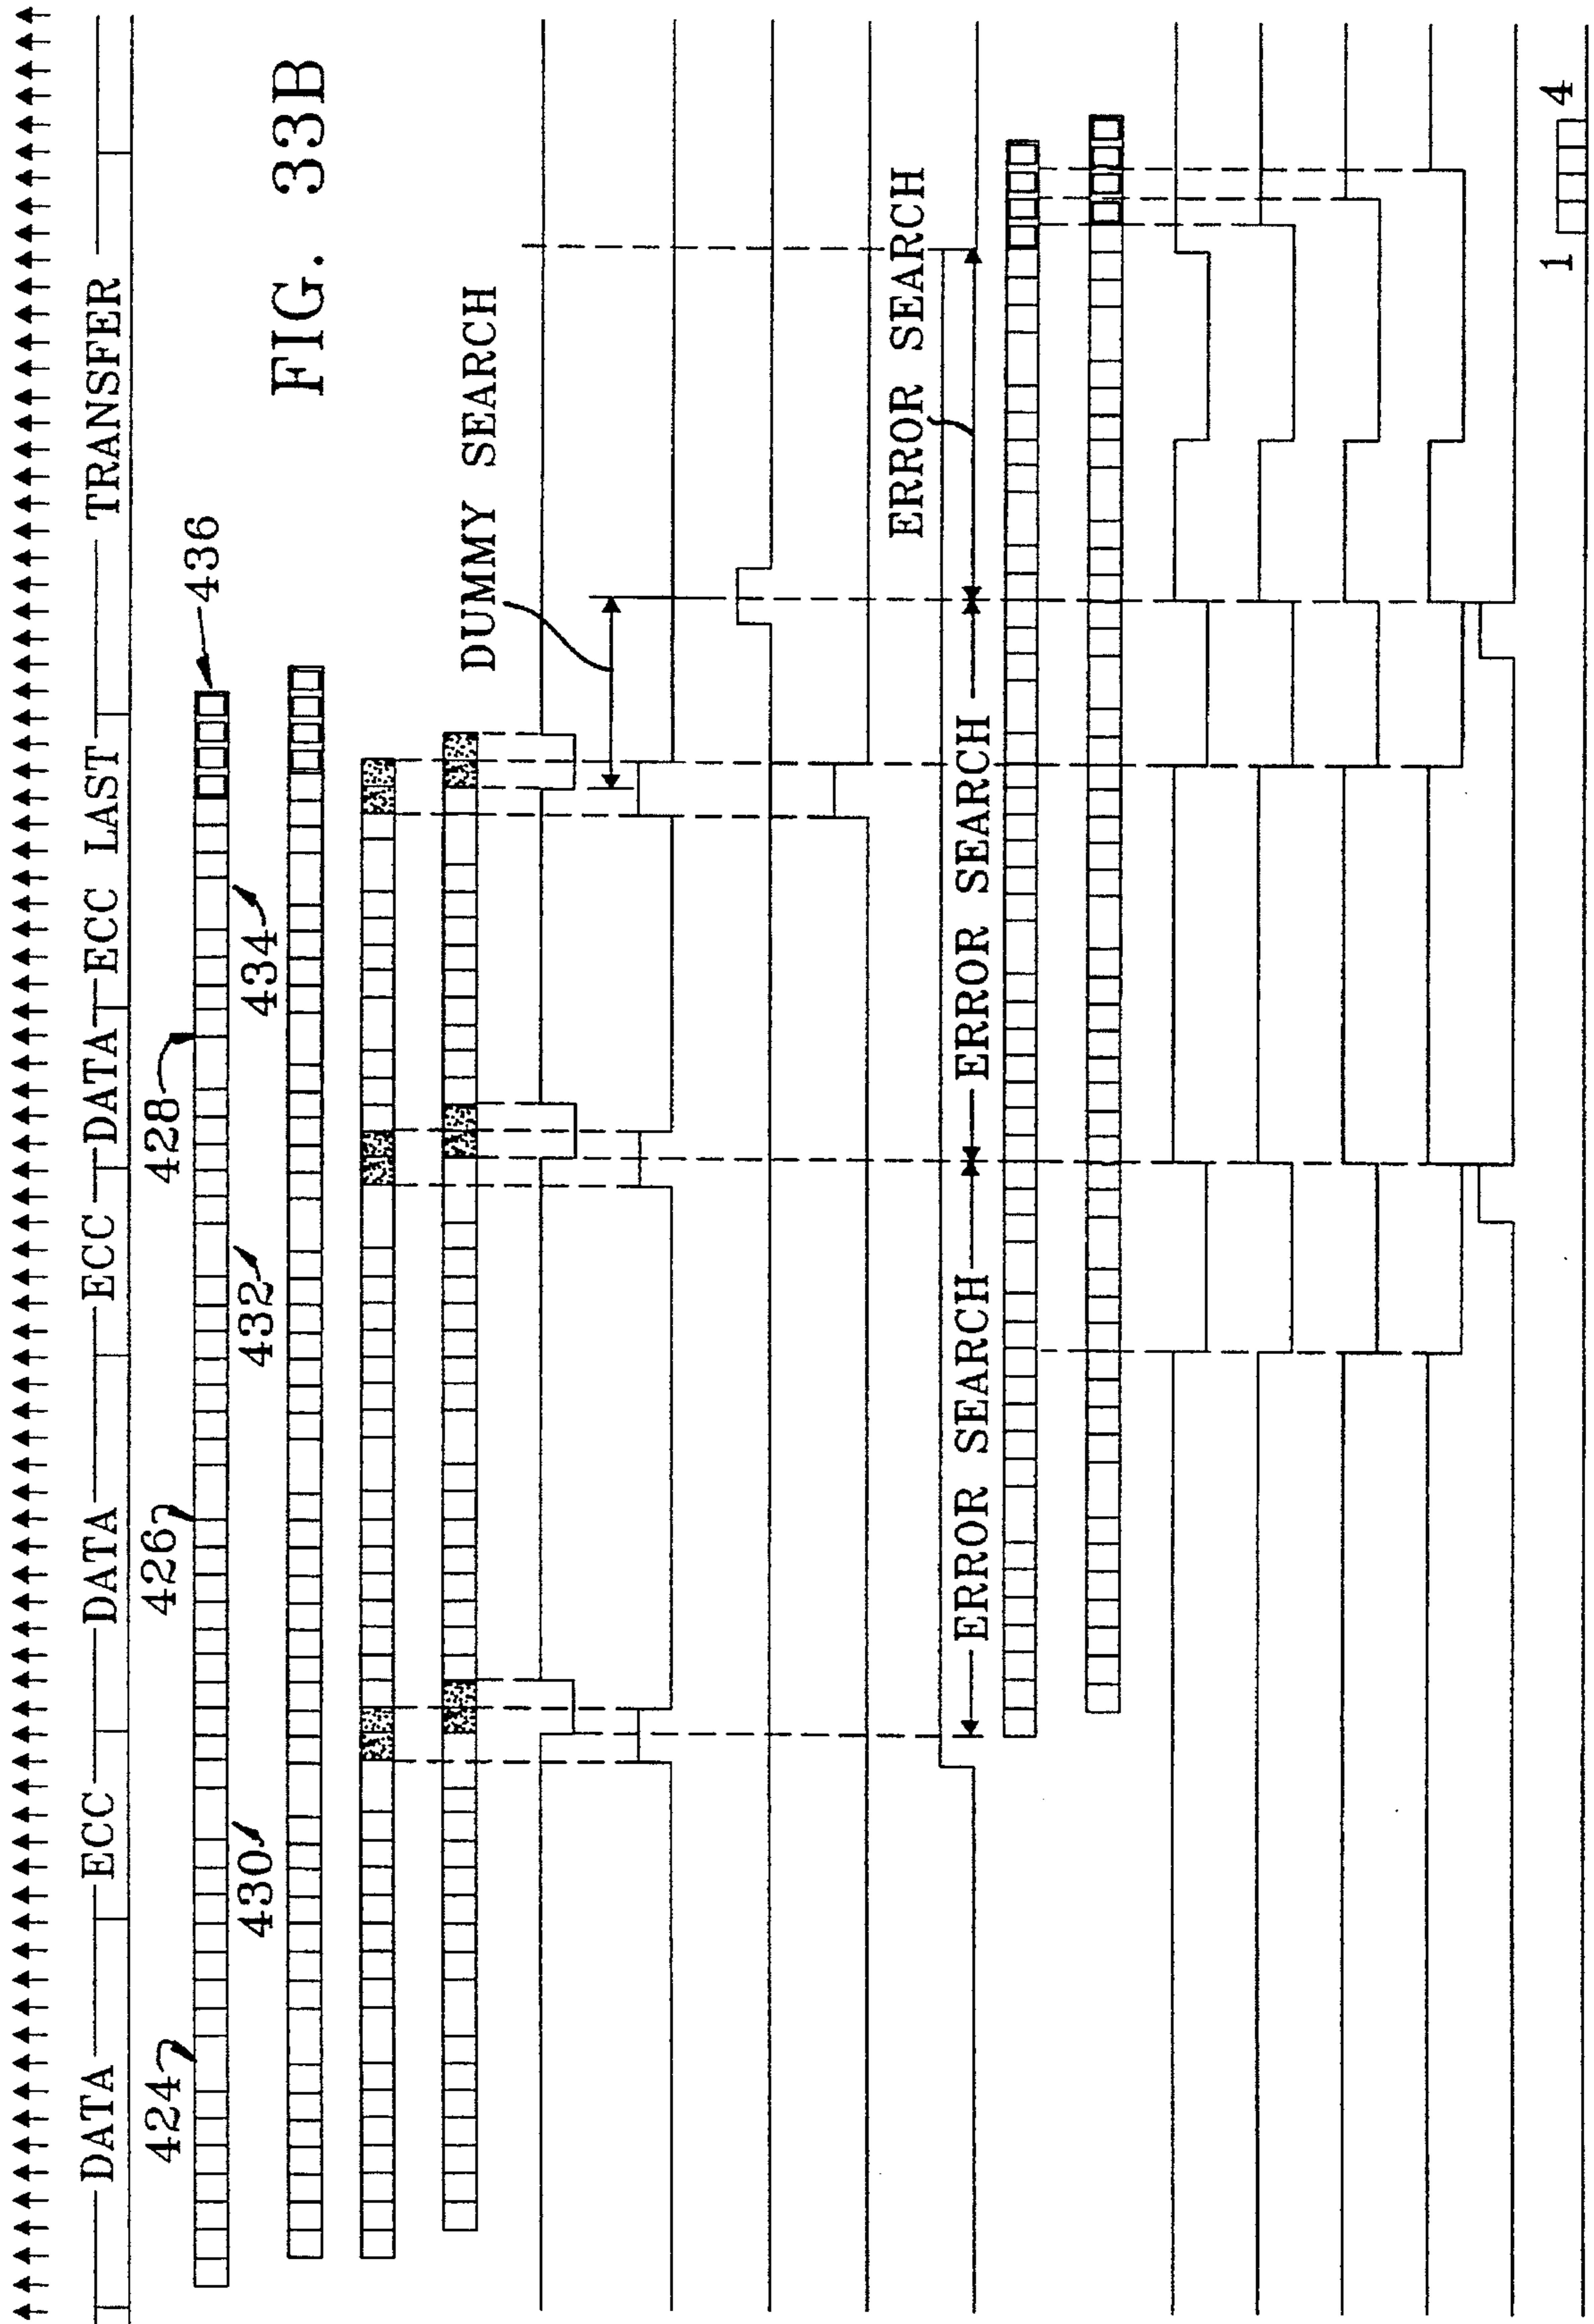 DATA ECC DATA ECC DATA ECC LAST TRANSFER
424 426 428 436
430 432 434
FIG. 33B
DUMMY SEARCH
ERROR SEARCH
ERROR SEARCH ERROR SEARCH
1 4